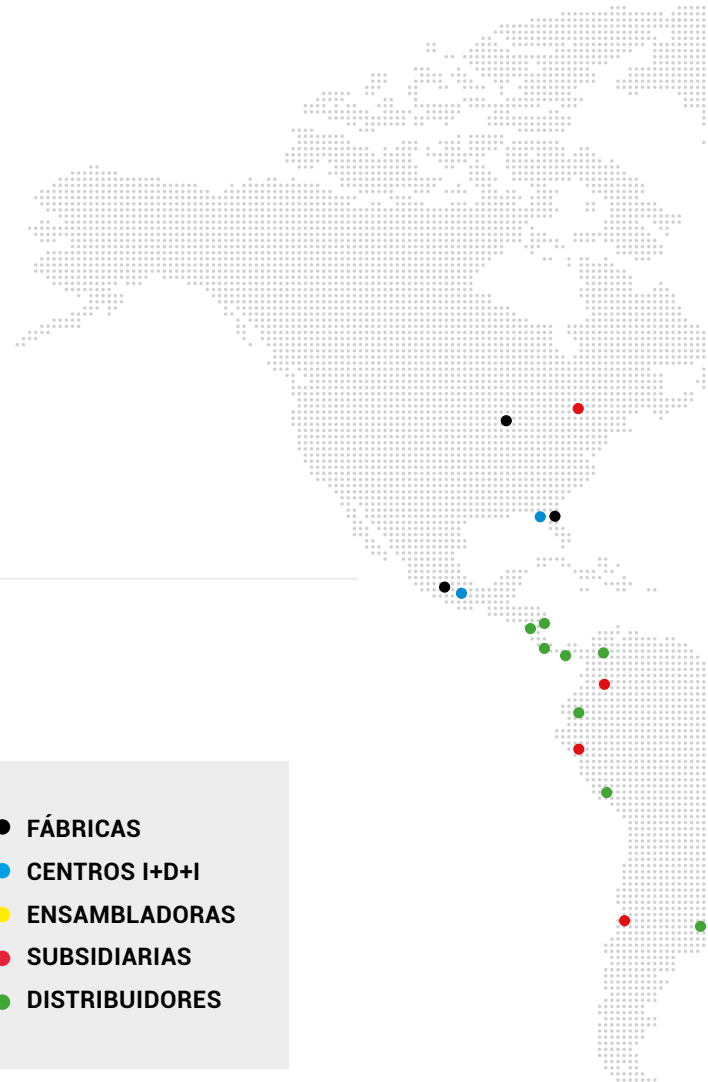 FÁBRICAS
CENTROS I+D+I
ENSAMBLADORAS
SUBSIDIARIAS
DISTRIBUIDORES